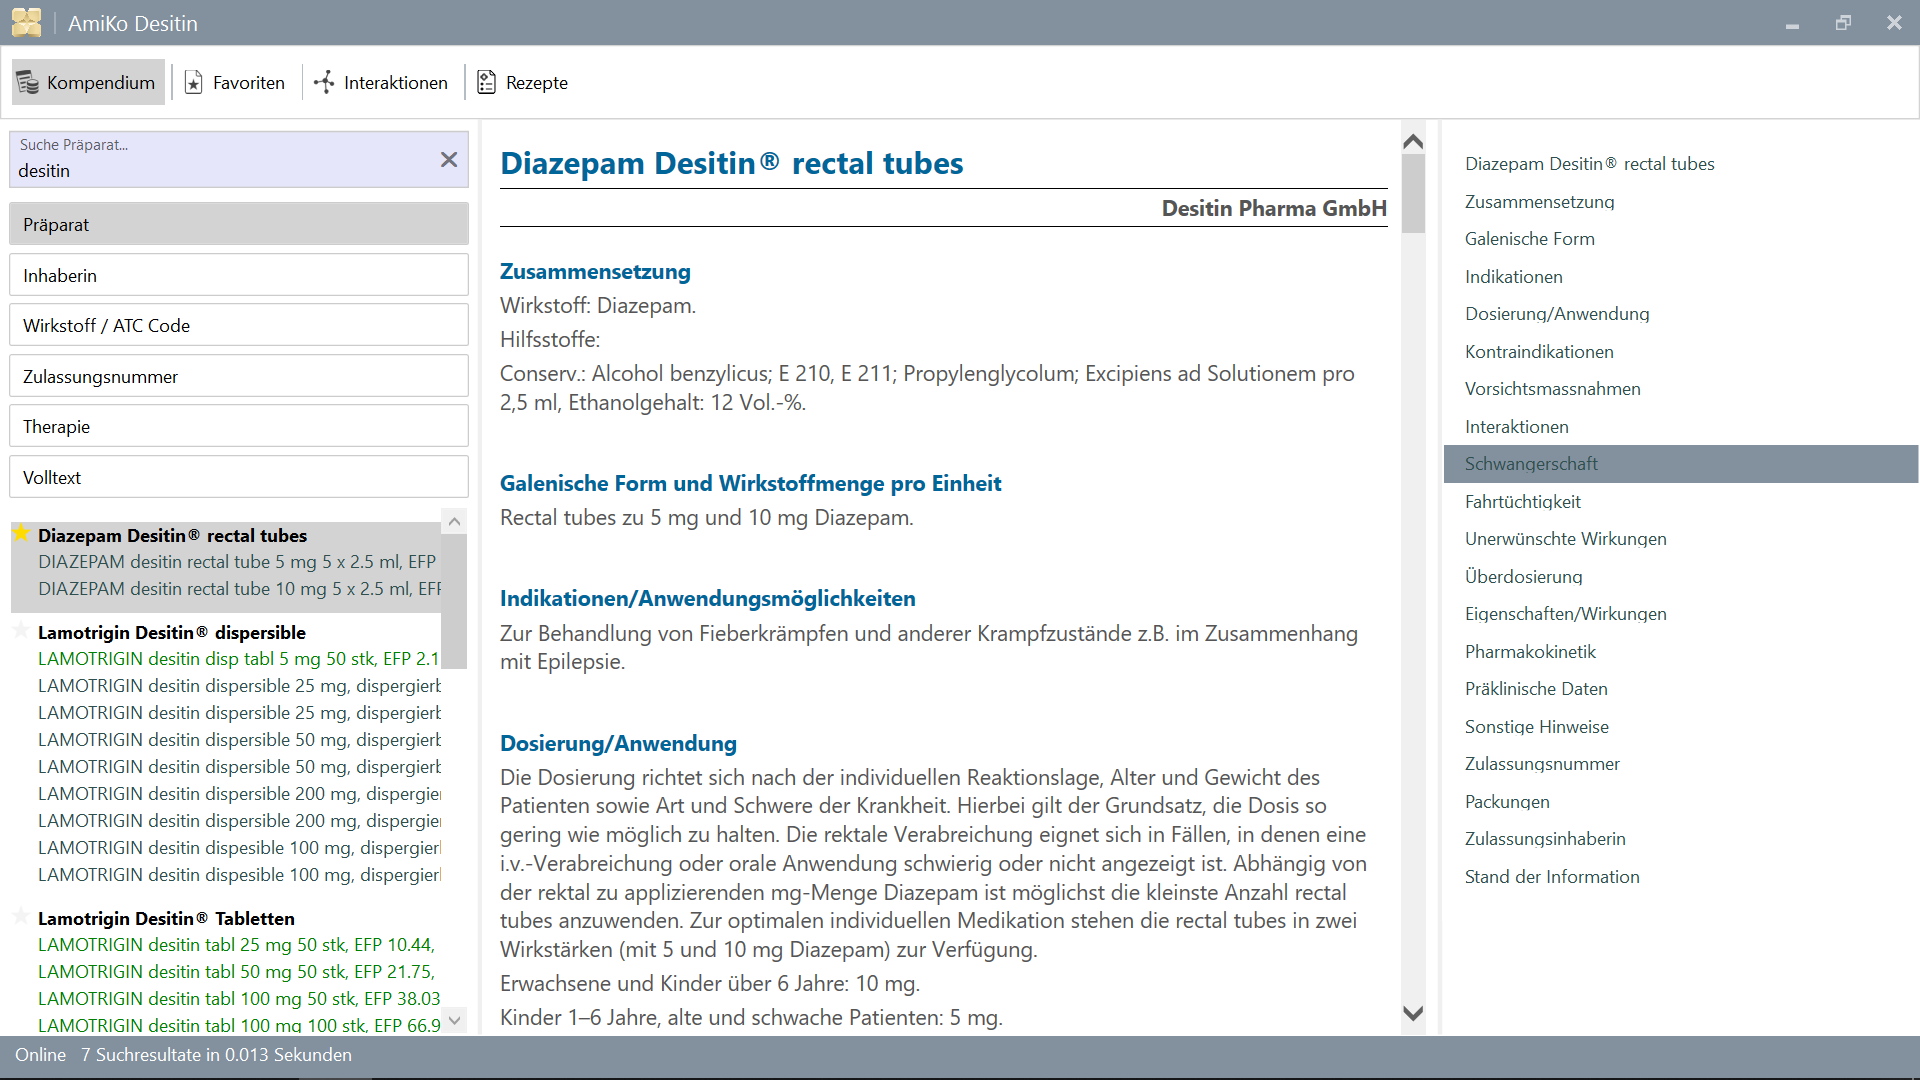 AmiKo Desitin
Kompendium
Favoriten
Interaktionen
Rezepte
Suche Präparat...
desitin
Präparat
Inhaberin
Wirkstoff / ATC Code
Zulassungsnummer
Therapie
Volltext
Diazepam Desitin® rectal tubes
DIAZEPAM desitin rectal tube 5 mg 5 x 2.5 ml, EFP
DIAZEPAM desitin rectal tube 10 mg 5 x 2.5 ml, EFP
Lamotrigin Desitin® dispersible
LAMOTRIGIN desitin disp tabl 5 mg 50 stk, EFP 2.1
LAMOTRIGIN desitin dispersible 25 mg,
LAMOTRIGIN desitin dispersible 25 mg,
LAMOTRIGIN desitin dispersible 50 mg,
LAMOTRIGIN desitin dispersible 50 mg,
LAMOTRIGIN desitin dispersible 200 mg,
LAMOTRIGIN desitin dispersible 200 mg,
LAMOTRIGIN desitin dispesible 100 mg,
LAMOTRIGIN desitin dispesible 100 mg,
Lamotrigin Desitin® Tabletten
LAMOTRIGIN desitin tabl 25 mg 50 stk, EFP 10.44,
LAMOTRIGIN desitin tabl 50 mg 50 stk, EFP 21.75,
LAMOTRIGIN desitin tabl 100 mg 50 stk, EFP 38.03
LAMOTRIGIN desitin tabl 100 mg 100 stk, EFP 66.9
Diazepam Desitin® rectal tubes
Desitin Pharma GmbH
Zusammensetzung
Wirkstoff: Diazepam.
Hilfsstoffe:
Conserv.: Alcohol benzylicus; E 210, E 211; Propylenglycolum; Excipiens ad Solutionem pro
2,5 ml, Ethanolgehalt: 12 Vol.-%.
Galenische Form und Wirkstoffmenge pro Einheit
Rectal tubes zu 5 mg und 10 mg Diazepam.
Indikationen/Anwendungsmöglichkeiten
Zur Behandlung von Fieberkrämpfen und anderer Krampfzustände z.B. im Zusammenhang
mit Epilepsie.
Dosierung/Anwendung
Die Dosierung richtet sich nach der individuellen Reaktionslage, Alter und Gewicht des
Patienten sowie Art und Schwere der Krankheit. Hierbei gilt der Grundsatz, die Dosis so
gering wie möglich zu halten. Die rektale Verabreichung eignet sich in Fällen, in denen eine
i.v.-Verabreichung oder orale Anwendung schwierig oder nicht angezeigt ist. Abhängig von
der rektal zu applizierenden mg-Menge Diazepam ist möglichst die kleinste Anzahl rectal
tubes anzuwenden. Zur optimalen individuellen Medikation stehen die rectal tubes in zwei
Wirkstärken (mit 5 und 10 mg Diazepam) zur Verfügung.
Erwachsene und Kinder über 6 Jahre: 10 mg.
Kinder 1–6 Jahre, alte und schwache Patienten: 5 mg.
Diazepam Desitin® rectal tubes
Zusammensetzung
Galenische Form
Indikationen
Dosierung/Anwendung
Kontraindikationen
Vorsichtsmassnahmen
Interaktionen
Schwangerschaft
Fahrtüchtigkeit
Unerwünschte Wirkungen
Überdosierung
Eigenschaften/Wirkungen
Pharmakokinetik
Präklinische Daten
Sonstige Hinweise
Zulassungsnummer
Packungen
Zulassungsinhaberin
Stand der Information
Online 7 Suchresultate in 0.013 Sekunden